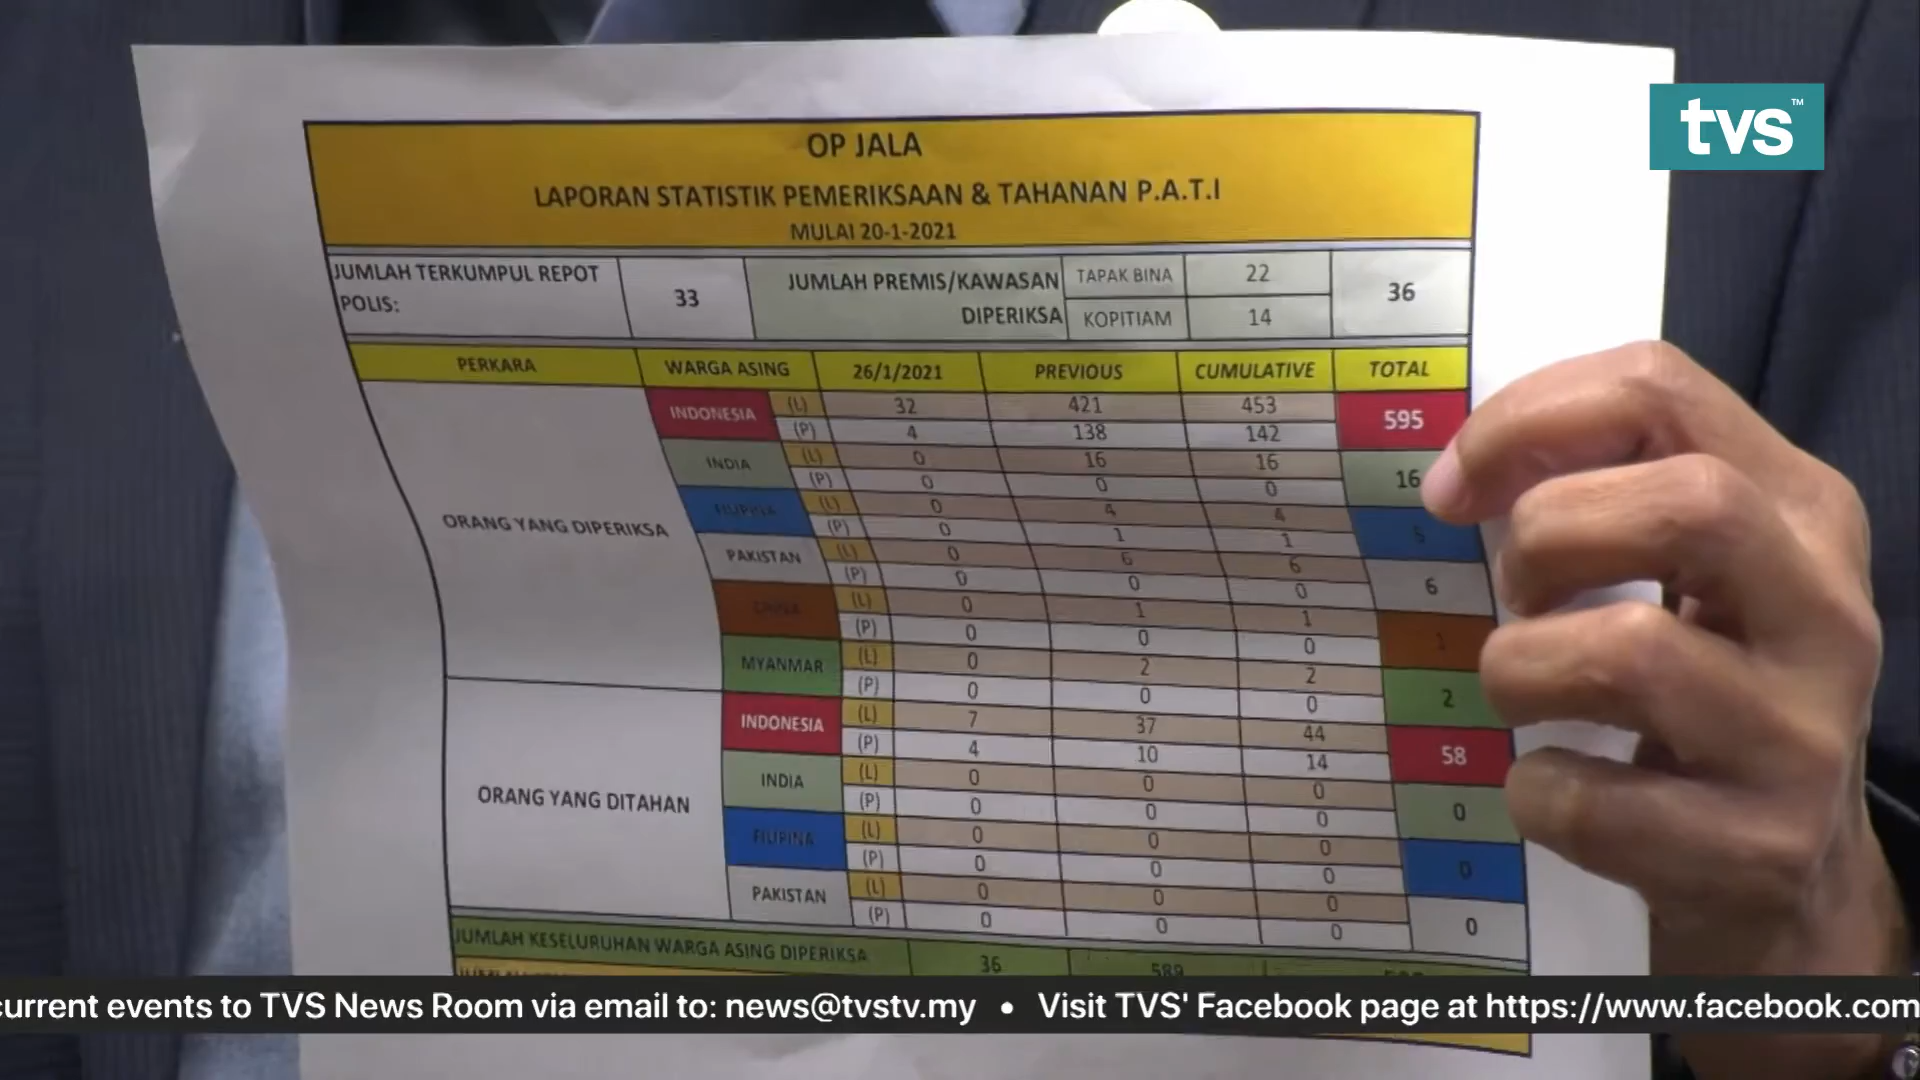 tvs™
OP JALA
LAPORAN STATISTIK PEMERIKSAAN & TAHANAN P.A.T.I
MULAI 20-1-2021
JUMLAH TERKUMPUL REPOT
POLIS:
33
JUMLAH PREMIS/KAWASAN
DIPERIKSA
TAPAK BINA 22
KOPITIAM 14
36
PERKARA WARGA ASING 26/1/2021 PREVIOUS CUMULATIVE TOTAL
ORANG YANG DIPERIKSA
INDONESIA (L) 32 421 453 595
(P) 4 138 142
INDIA (L) 0 16 16 16
(P) 0 0 0
FILIPINA (L) 0 4 4 5
(P) 0 1 1
PAKISTAN (L) 0 6 6 6
(P) 0 0 0
CHINA (L) 0 1 1 1
(P) 0 0 0
MYANMAR (L) 0 2 2 2
(P) 0 0 0
ORANG YANG DITAHAN
INDONESIA (L) 7 37 44 58
(P) 4 10 14
INDIA (L) 0 0 0 0
(P) 0 0 0
FILIPINA (L) 0 0 0 0
(P) 0 0 0
PAKISTAN (L) 0 0 0 0
(P) 0 0 0
JUMLAH KESELURUHAN WARGA ASING DIPERIKSA 36 589
current events to TVS News Room via email to: news@tvstv.my • Visit TVS' Facebook page at https://www.facebook.com